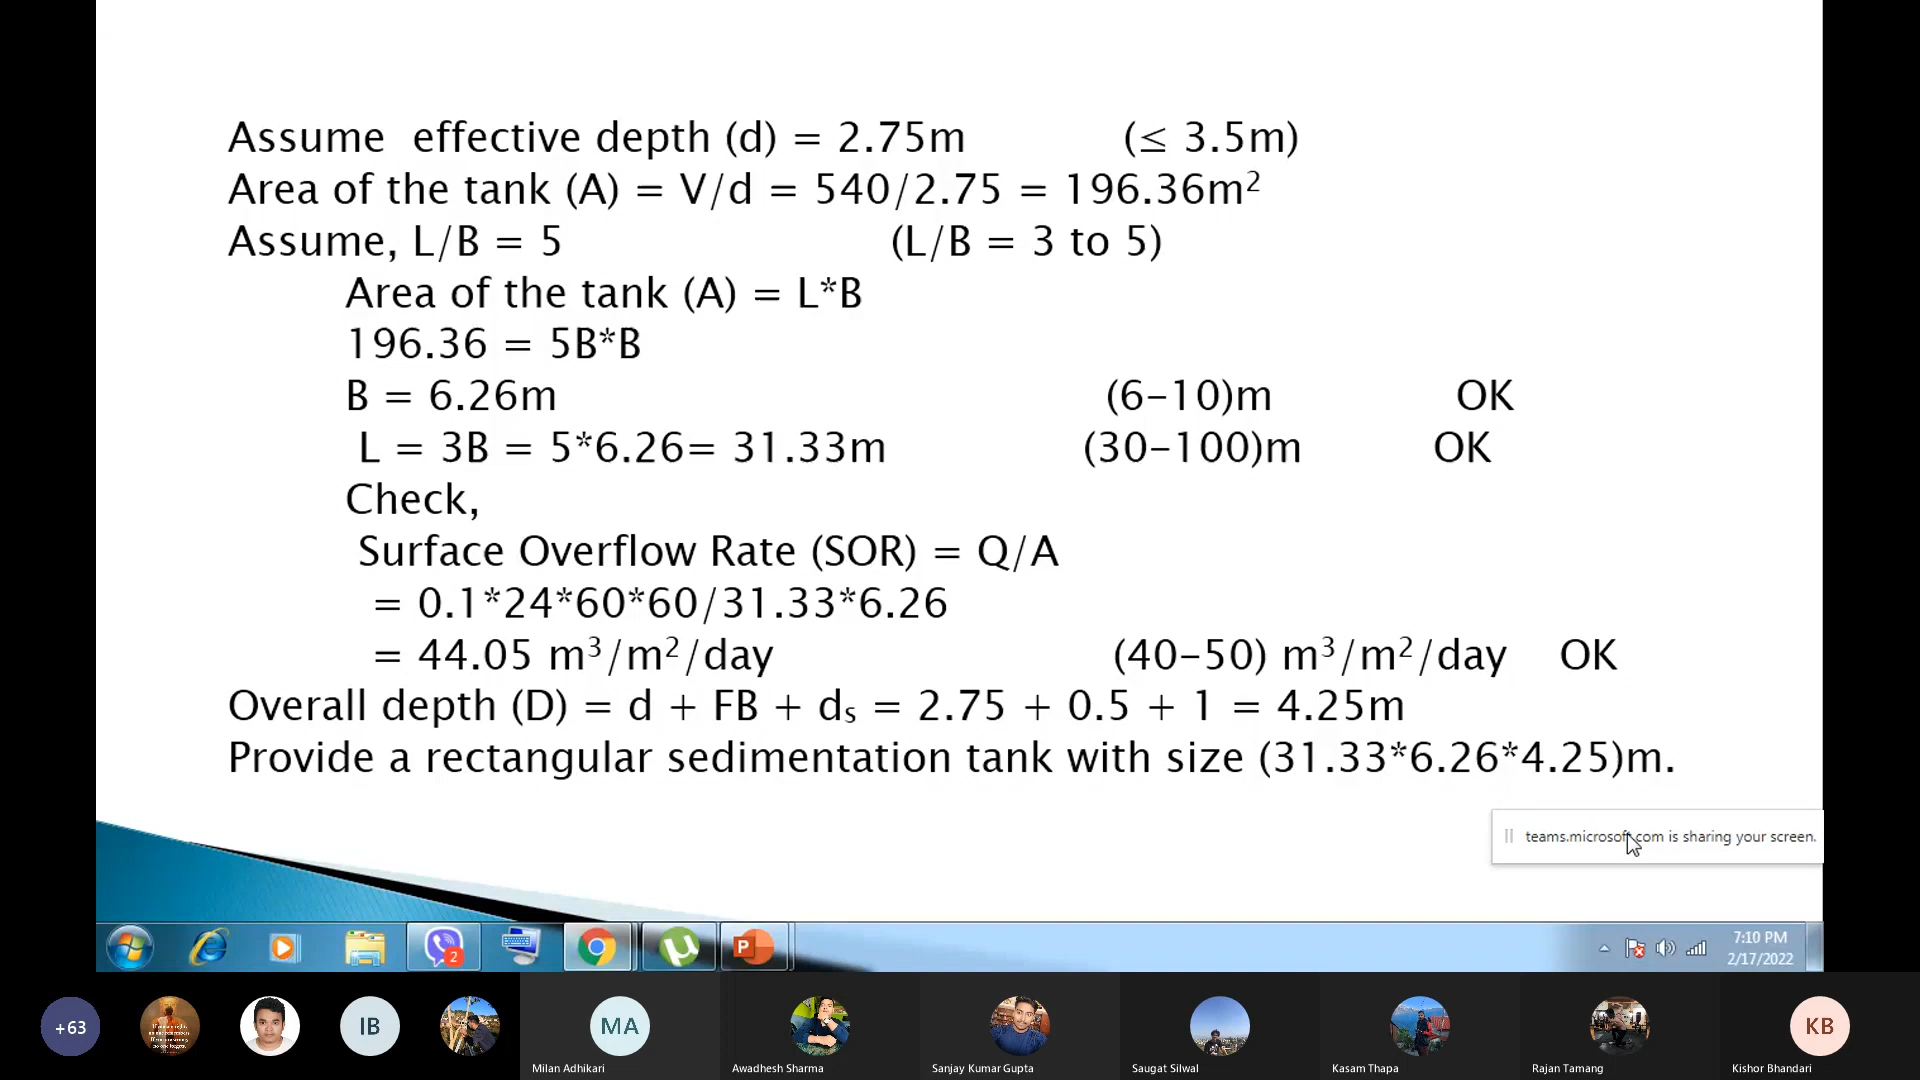 Assume effective depth (d) = 2.75m (≤ 3.5m)
Area of the tank (A) = V/d = 540/2.75 = 196.36m²
Assume, L/B = 5 (L/B = 3 to 5)
Area of the tank (A) = L*B
196.36 = 5B*B
B = 6.26m (6-10)m OK
L = 3B = 5*6.26= 31.33m (30-100)m OK
Check,
Surface Overflow Rate (SOR) = Q/A
= 0.1*24*60*60/31.33*6.26
= 44.05 m³/m²/day (40-50) m³/m²/day OK
Overall depth (D) = d + FB + dₛ = 2.75 + 0.5 + 1 = 4.25m
Provide a rectangular sedimentation tank with size (31.33*6.26*4.25)m.
teams.microsoft.com is sharing your screen.
2
P
7:10 PM
2/17/2022
+63
IB
MA
KB
Milan Adhikari
Awadhesh Sharma
Sanjay Kumar Gupta
Saugat Silwal
Kasam Thapa
Rajan Tamang
Kishor Bhandari